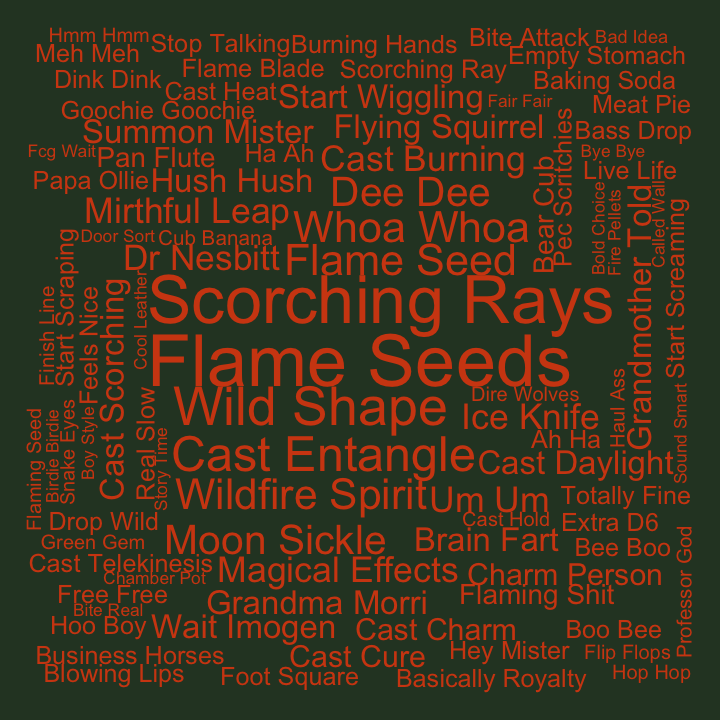 Hmm Hmm
Meh Meh
Stop Talking
Burning Hands
Bite Attack
Bad Idea
Empty Stomach
Dink Dink
Flame Blade
Scorching Ray
Baking Soda
Cast Heat
Start Wiggling
Fair Fair
Meat Pie
Goochie Goochie
Summon Mister
Flying Squirrel
Bass Drop
Fcg Wait
Pan Flute
Ha Ah
Cast Burning
Bye Bye
Live Life
Papa Ollie
Hush Hush
Dee Dee
Bear Cub
Pec Scritchies
Bold Choice
Fire Pellets
Grandmother Told
Start Screaming
Mirthful Leap
Whoa Whoa
Door Sort
Cub Banana
Dr Nesbitt
Flame Seed
Finish Line
Start Scraping
Feels Nice
Cast Scorching
Cool Leather
Scorching Rays
Flame Seeds
Wild Shape
Dire Wolves
Ice Knife
Haul Ass
Sound Smart
Flaming Seed
Birdie Birdie
Snake Eyes
Boy Style
Real Slow
Story Time
Cast Entangle
Ah Ha
Cast Daylight
Wildfire Spirit
Um Um
Totally Fine
Drop Wild
Cast Hold
Extra D6
Green Gem
Moon Sickle
Brain Fart
Bee Boo
Cast Telekinesis
Chamber Pot
Magical Effects
Charm Person
Professor God
Free Free
Bite Real
Grandma Morri
Flaming Shit
Hoo Boy
Wait Imogen
Cast Charm
Boo Bee
Business Horses
Cast Cure
Hey Mister
Flip Flops
Blowing Lips
Foot Square
Basically Royalty
Hop Hop